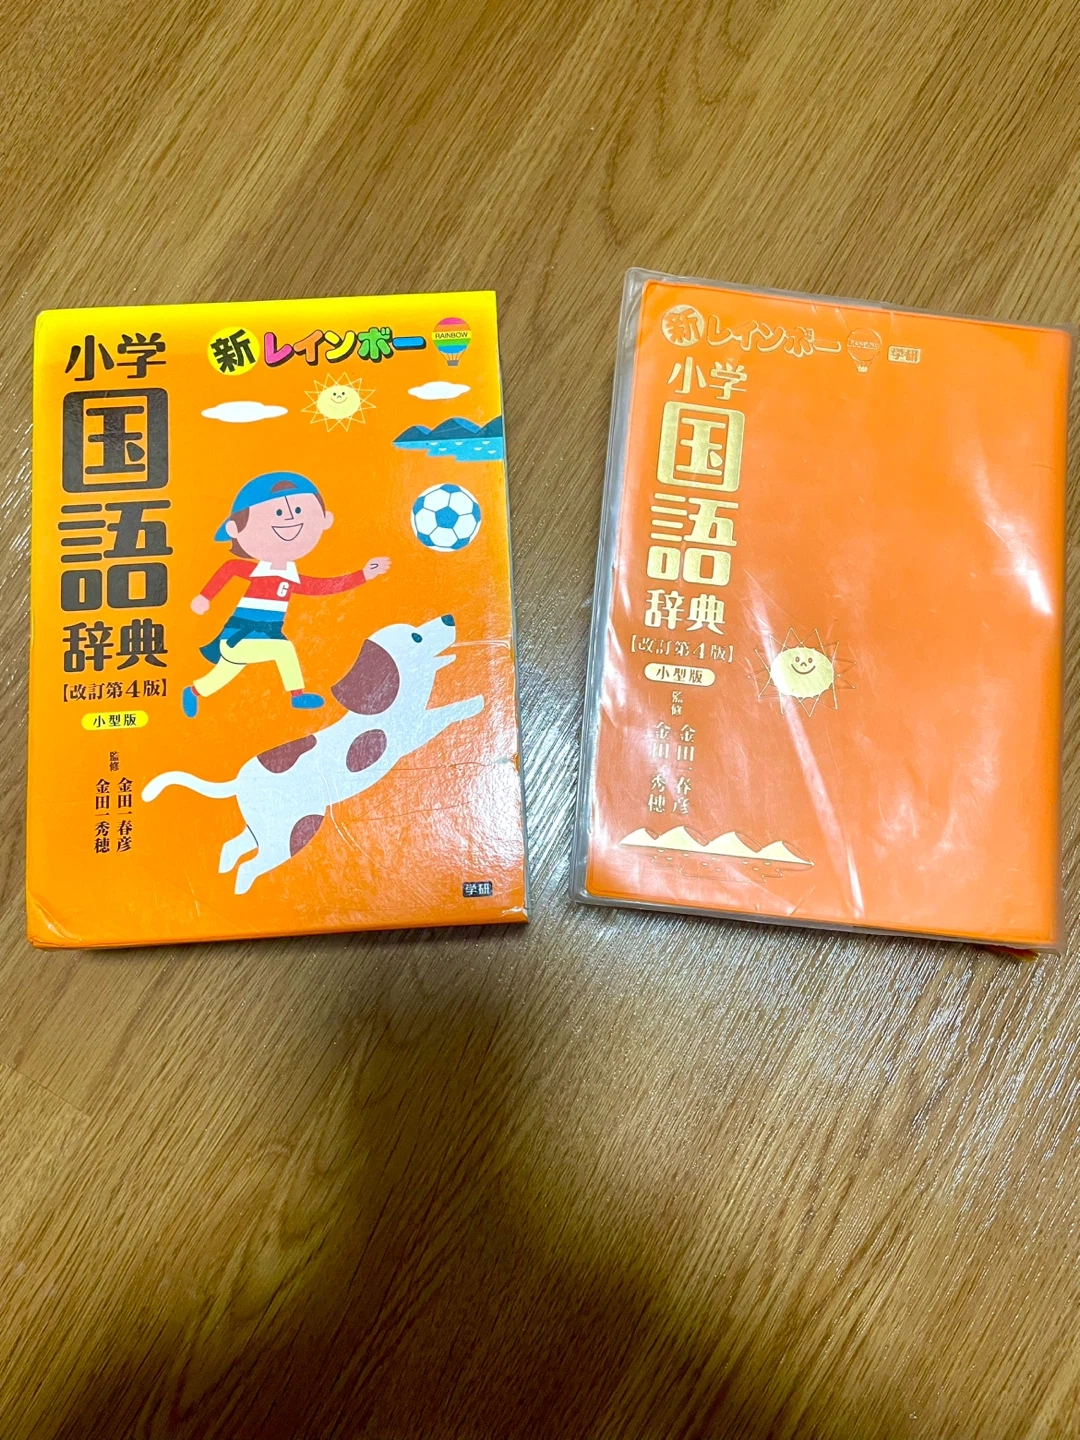 新レインボー
RAINBOW
小学
国語
辞典
【改訂第4版】
小型版
監修
金田一春彦
金田一秀穂
G
学研
新レインボー
RAINBOW
学研
小学
国語
辞典
【改訂第4版】
小型版
監修
金田一春彦
金田一秀穂